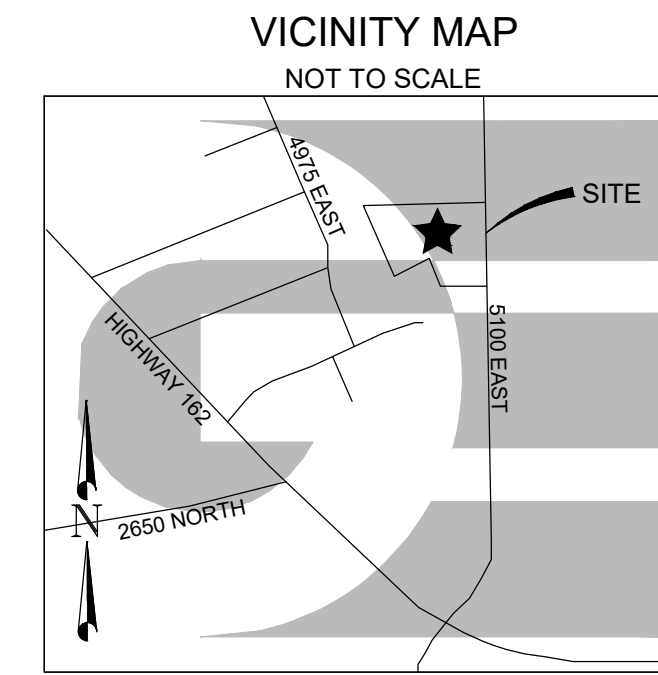 VICINITY MAP
NOT TO SCALE
4975 EAST
SITE
5100 EAST
HIGHWAY 162
N
2650 NORTH